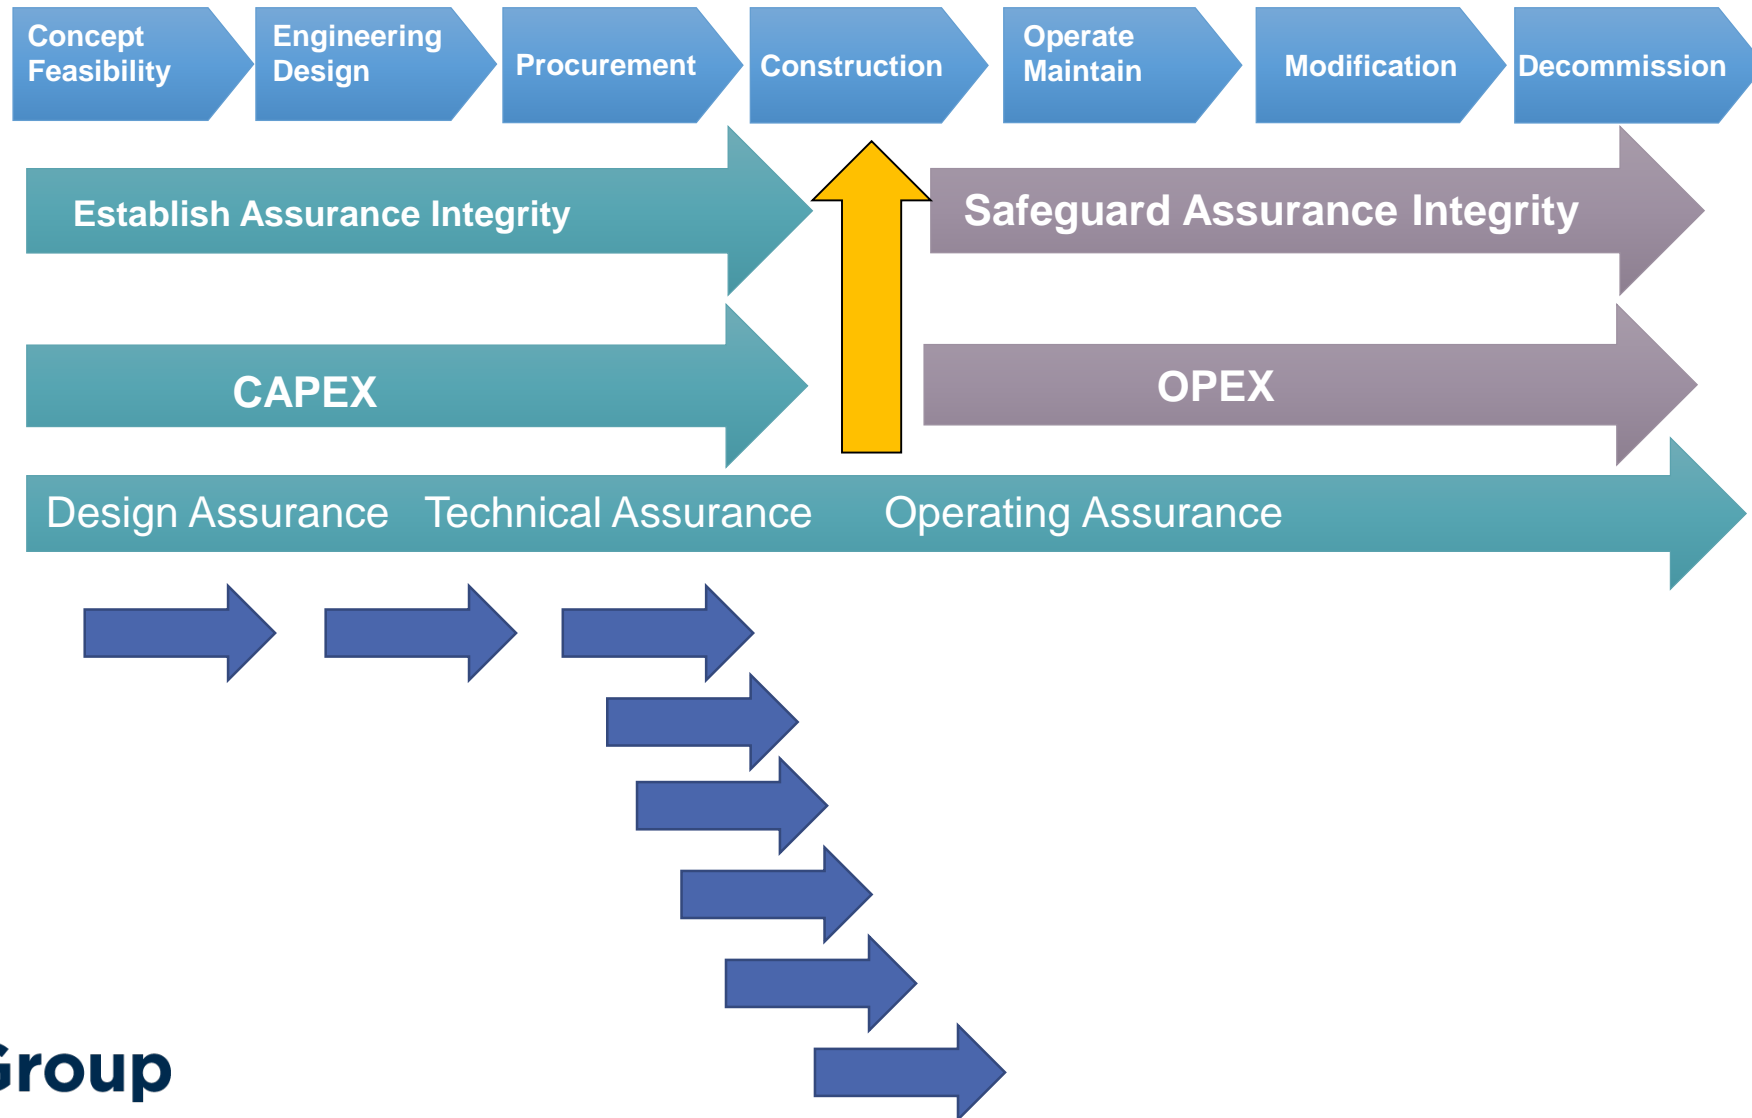 Concept
Feasibility
Engineering
Design
Procurement
Construction
Operate
Maintain
Modification
Decommission
Establish Assurance Integrity
Safeguard Assurance Integrity
CAPEX
OPEX
Design Assurance Technical Assurance Operating Assurance
Group